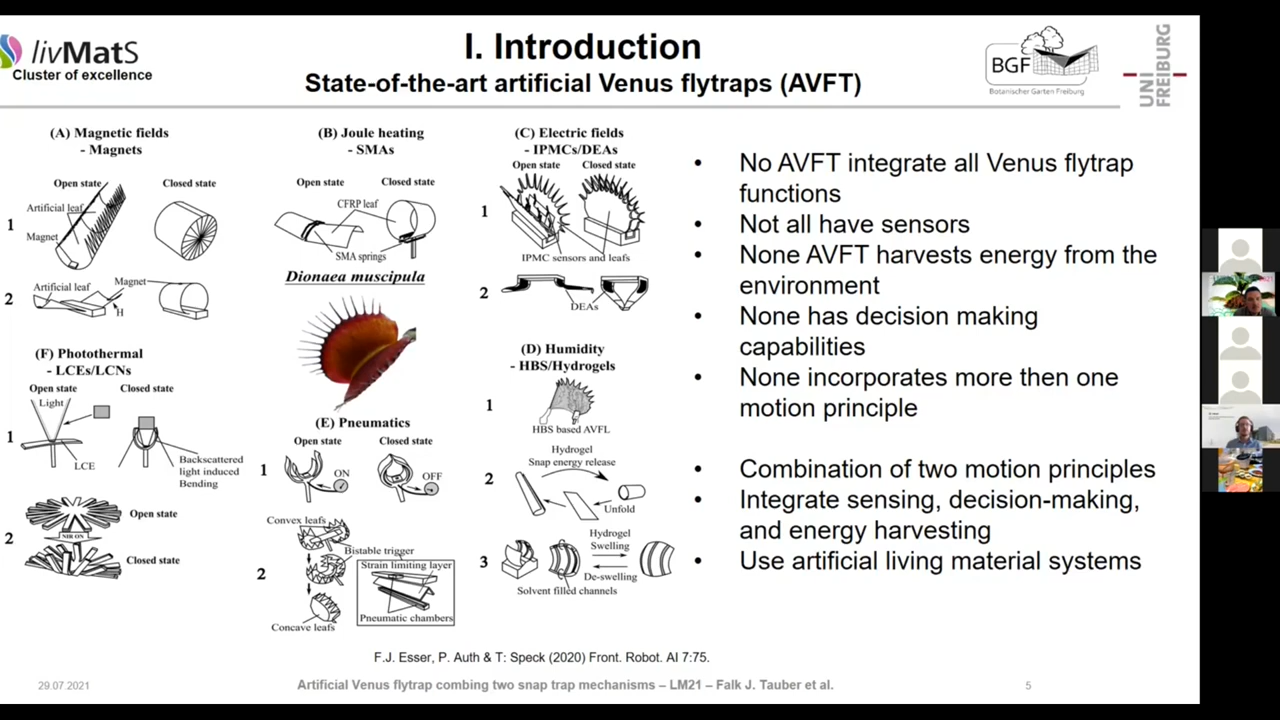 livMatS
Cluster of excellence
I. Introduction
State-of-the-art artificial Venus flytraps (AVFT)
BGF
Botanischer Garten Freiburg
UNI
FREIBURG
(A) Magnetic fields
- Magnets
Open state
Closed state
Artificial leaf
1
Magnet
2
Artificial leaf
Magnet
H
(B) Joule heating
- SMAs
Open state
Closed state
CFRP leaf
SMA springs
Dionaea muscipula
(C) Electric fields
- IPMCs/DEAs
Open state
Closed state
1
IPMC sensors and leafs
2
DEAs
(F) Photothermal
- LCEs/LCNs
Open state
Closed state
Light
1
LCE
Backscattered
light induced
Bending
2
Open state
NIR ON
Closed state
(E) Pneumatics
Open state
Closed state
1
ON
OFF
Convex leafs
Bistable trigger
2
Strain limiting layer
Pneumatic chambers
Concave leafs
(D) Humidity
- HBS/Hydrogels
1
HBS based AVFL
Hydrogel
Snap energy release
2
Unfold
Hydrogel
Swelling
3
De-swelling
Solvent filled channels
• No AVFT integrate all Venus flytrap
functions
• Not all have sensors
• None AVFT harvests energy from the
environment
• None has decision making
capabilities
• None incorporates more then one
motion principle
• Combination of two motion principles
• Integrate sensing, decision-making,
and energy harvesting
• Use artificial living material systems
F.J. Esser, P. Auth & T: Speck (2020) Front. Robot. AI 7:75.
29.07.2021
Artificial Venus flytrap combing two snap trap mechanisms – LM21 – Falk J. Tauber et al.
5